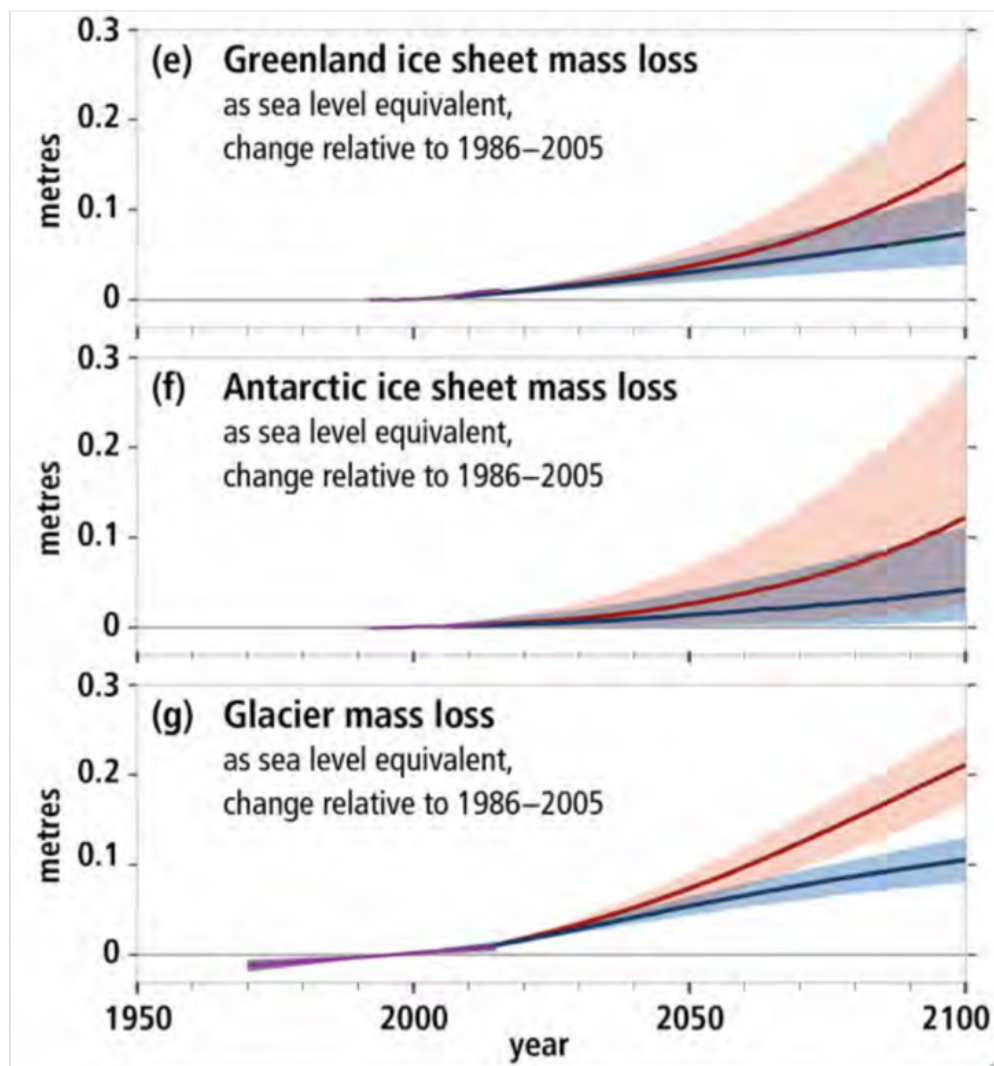 0.3
(e) Greenland ice sheet mass loss
as sea level equivalent,
change relative to 1986–2005
0.2
0.1
0
metres
0.3
(f) Antarctic ice sheet mass loss
as sea level equivalent,
change relative to 1986–2005
0.2
0.1
0
metres
0.3
(g) Glacier mass loss
as sea level equivalent,
change relative to 1986–2005
0.2
0.1
0
metres
1950 2000 2050 2100
year